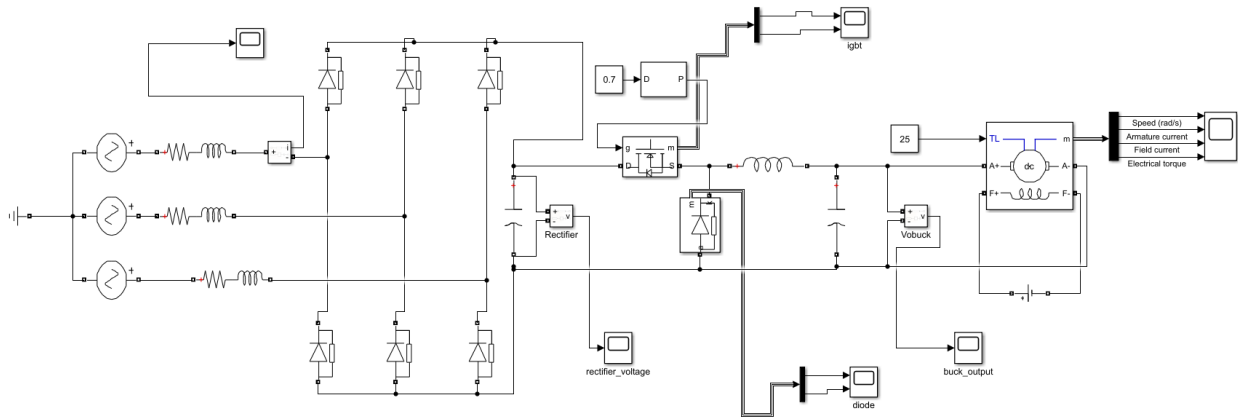 igbt
0.7
D P
g m
D S
i
+
-
25
TL m
dc
A+ A-
F+ F-
Speed (rad/s)
Armature current
Field current
Electrical torque
+
-
v
Rectifier
m
+
-
v
Vobuck
rectifier_voltage
buck_output
diode